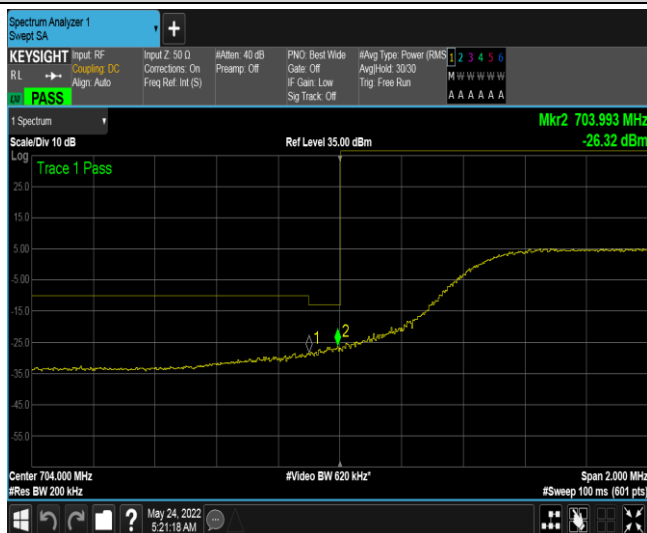 Spectrum Analyzer 1
Swept SA
KEYSIGHT
RL
PASS
Input: RF
Coupling: DC
Align: Auto
Input Z: 50 Ω
Corrections: On
Freq Ref: Int (S)
#Atten: 40 dB
Preamp: Off
PNO: Best Wide
Gate: Off
IF Gain: Low
Sig Track: Off
#Avg Type: Power (RMS
Avg|Hold: 30/30
Trig: Free Run
1 2 3 4 5 6
M W W W W W
A A A A A A
1 Spectrum
Mkr2 703.993 MHz
-26.32 dBm
Scale/Div 10 dB
Ref Level 35.00 dBm
Log
Trace 1 Pass
25.0
15.0
5.00
-5.00
-15.0
-25.0
-35.0
-45.0
-55.0
1
2
Center 704.000 MHz
#Video BW 620 kHz*
Span 2.000 MHz
#Res BW 200 kHz
#Sweep 100 ms (601 pts)
?
May 24, 2022
5:21:18 AM